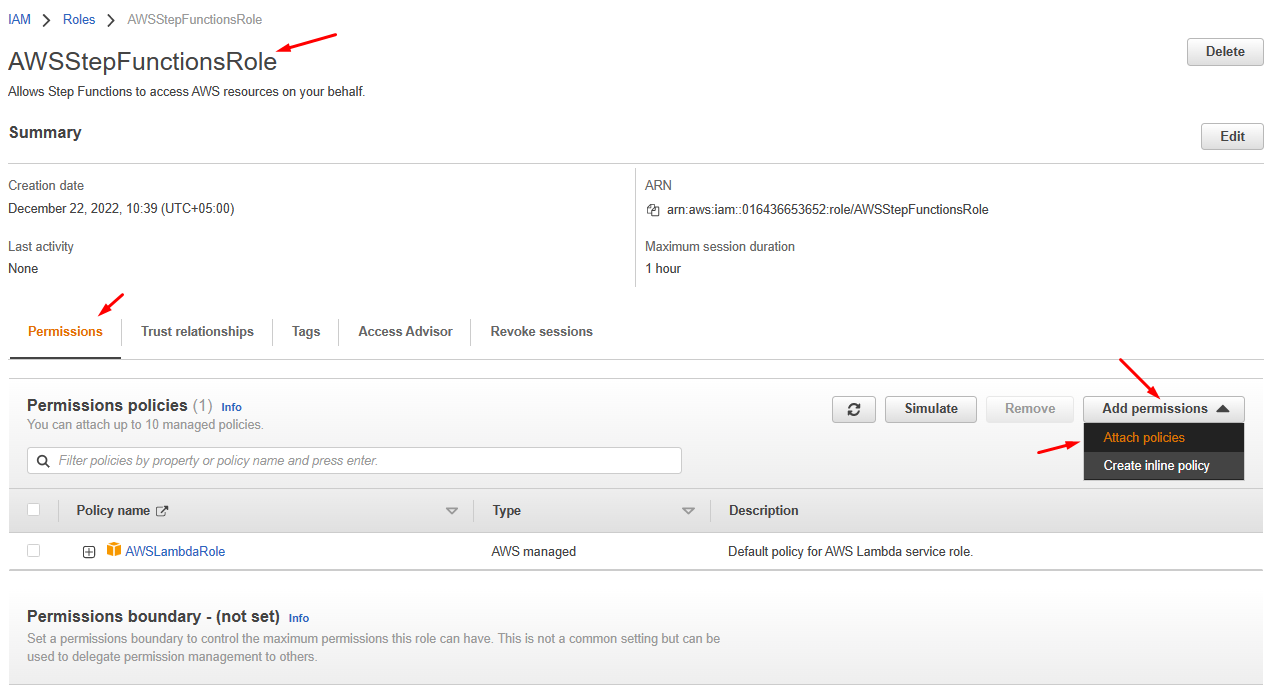 IAM > Roles > AWSStepFunctionsRole
AWSStepFunctionsRole
Delete
Allows Step Functions to access AWS resources on your behalf.
Summary
Edit
Creation date
December 22, 2022, 10:39 (UTC+05:00)
ARN
arn:aws:iam::016436653652:role/AWSStepFunctionsRole
Last activity
None
Maximum session duration
1 hour
Permissions Trust relationships Tags Access Advisor Revoke sessions
Permissions policies (1) Info
You can attach up to 10 managed policies.
Simulate Remove Add permissions
Attach policies
Create inline policy
Filter policies by property or policy name and press enter.
Policy name Type Description
AWSLambdaRole AWS managed Default policy for AWS Lambda service role.
Permissions boundary - (not set) Info
Set a permissions boundary to control the maximum permissions this role can have. This is not a common setting but can be
used to delegate permission management to others.